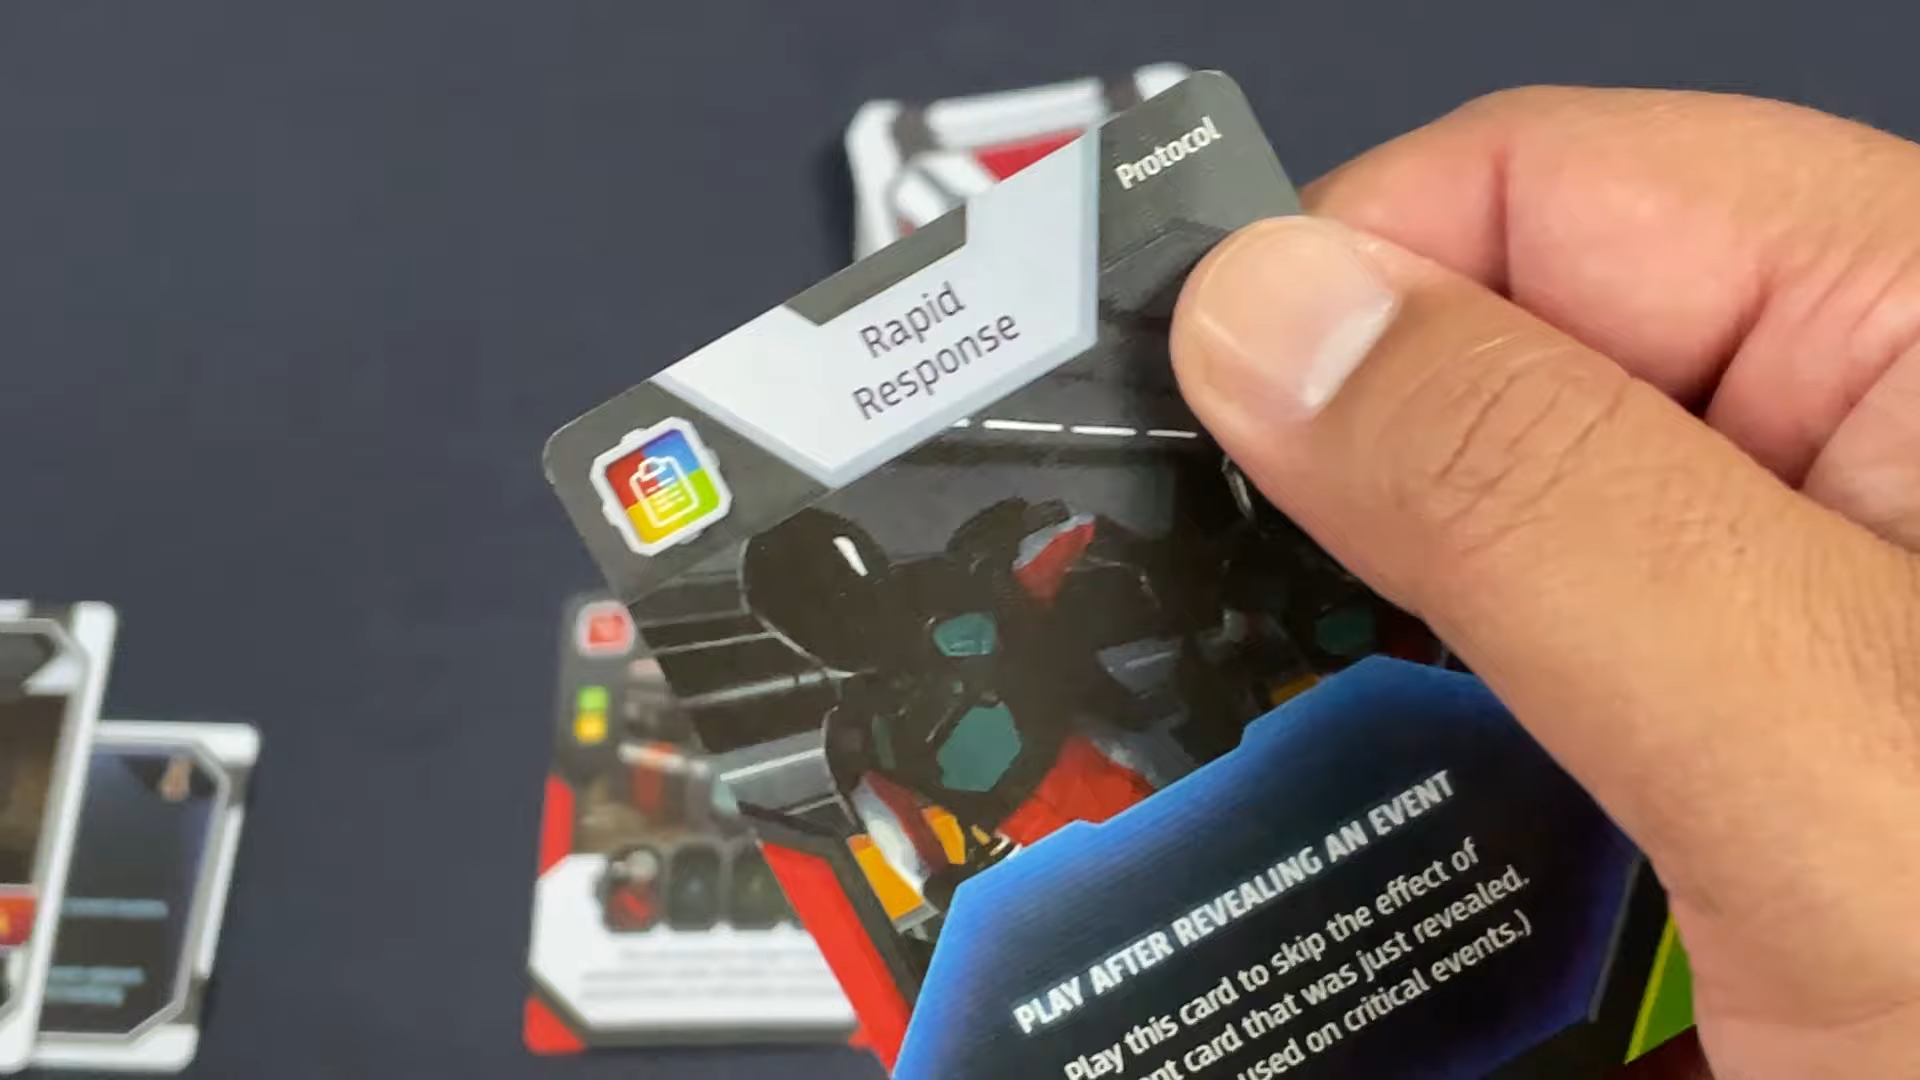 Protocol
Rapid
Response
PLAY AFTER REVEALING AN EVENT
Play this card to skip the effect of
card that was just revealed.
used on critical events.)